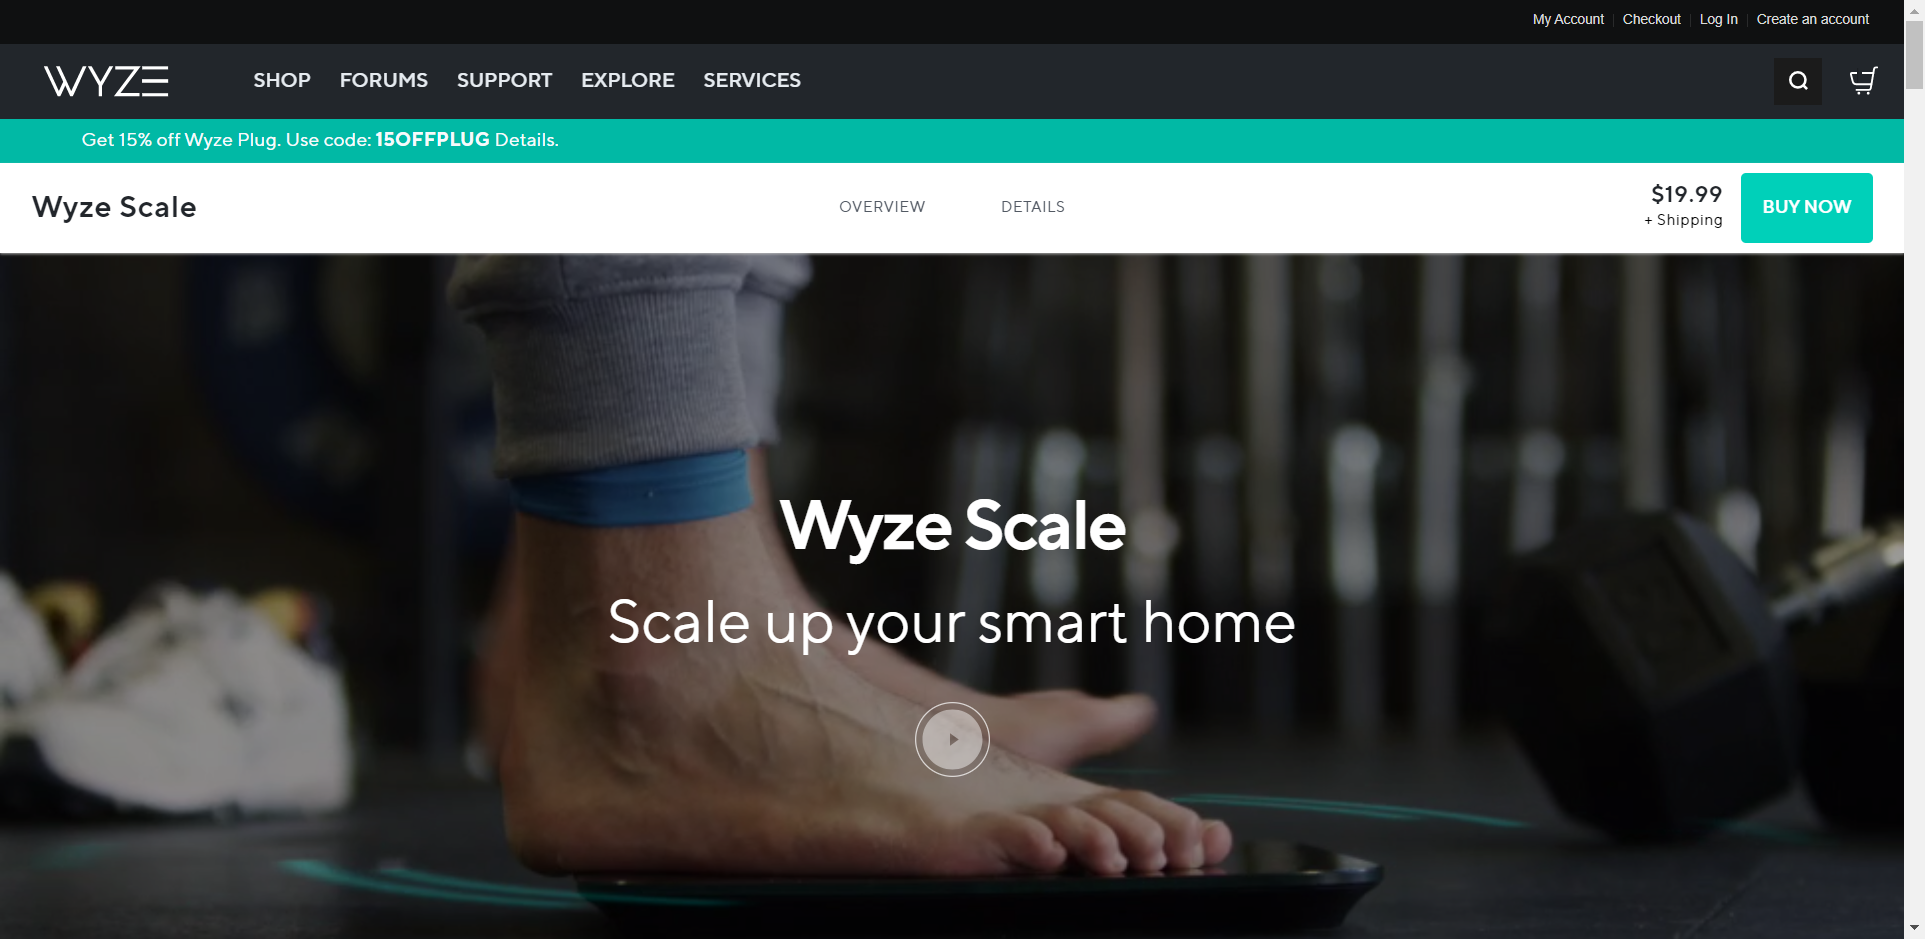 My Account
Checkout
Log In
Create an account
WYZE
SHOP
FORUMS
SUPPORT
EXPLORE
SERVICES
Get 15% off Wyze Plug. Use code: 15OFFPLUG Details.
Wyze Scale
OVERVIEW
DETAILS
$19.99
+ Shipping
BUY NOW
Wyze Scale
Scale up your smart home